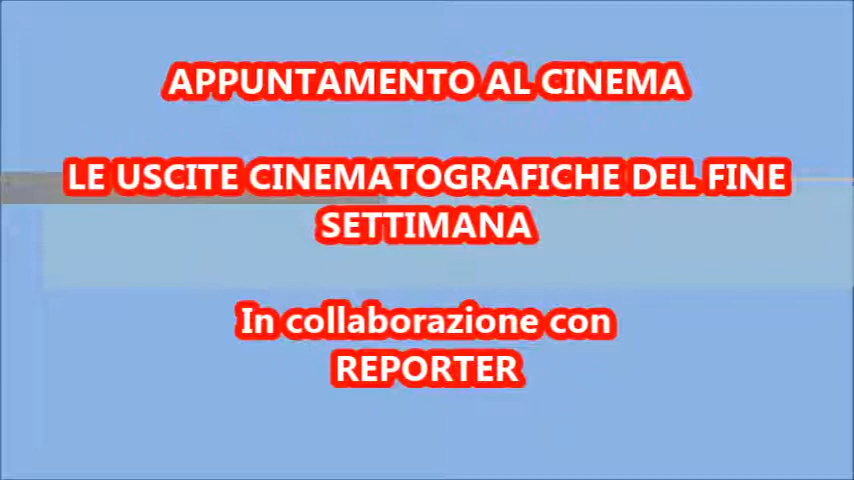 APPUNTAMENTO AL CINEMA
LE USCITE CINEMATOGRAFICHE DEL FINE
SETTIMANA
In collaborazione con
REPORTER